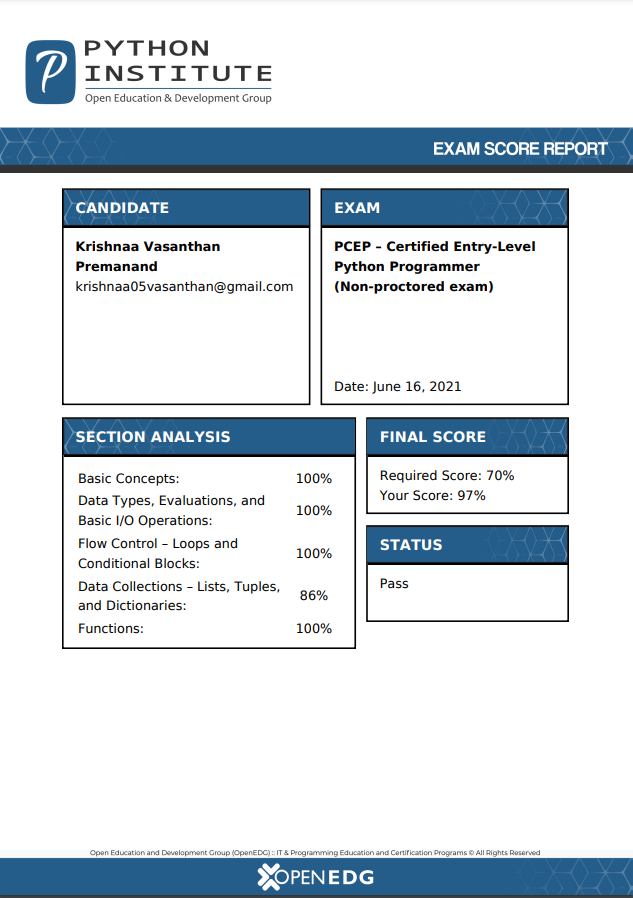 PYTHON
INSTITUTE
Open Education & Development Group
EXAM SCORE REPORT
CANDIDATE
Krishnaa Vasanthan
Premanand
krishnaa05vasanthan@gmail.com
EXAM
PCEP – Certified Entry-Level
Python Programmer
(Non-proctored exam)
Date: June 16, 2021
SECTION ANALYSIS
Basic Concepts: 100%
Data Types, Evaluations, and
Basic I/O Operations: 100%
Flow Control – Loops and
Conditional Blocks: 100%
Data Collections – Lists, Tuples,
and Dictionaries: 86%
Functions: 100%
FINAL SCORE
Required Score: 70%
Your Score: 97%
STATUS
Pass
Open Education and Development Group (OpenEDG) :: IT & Programming Education and Certification Programs © All Rights Reserved
OPENEDG